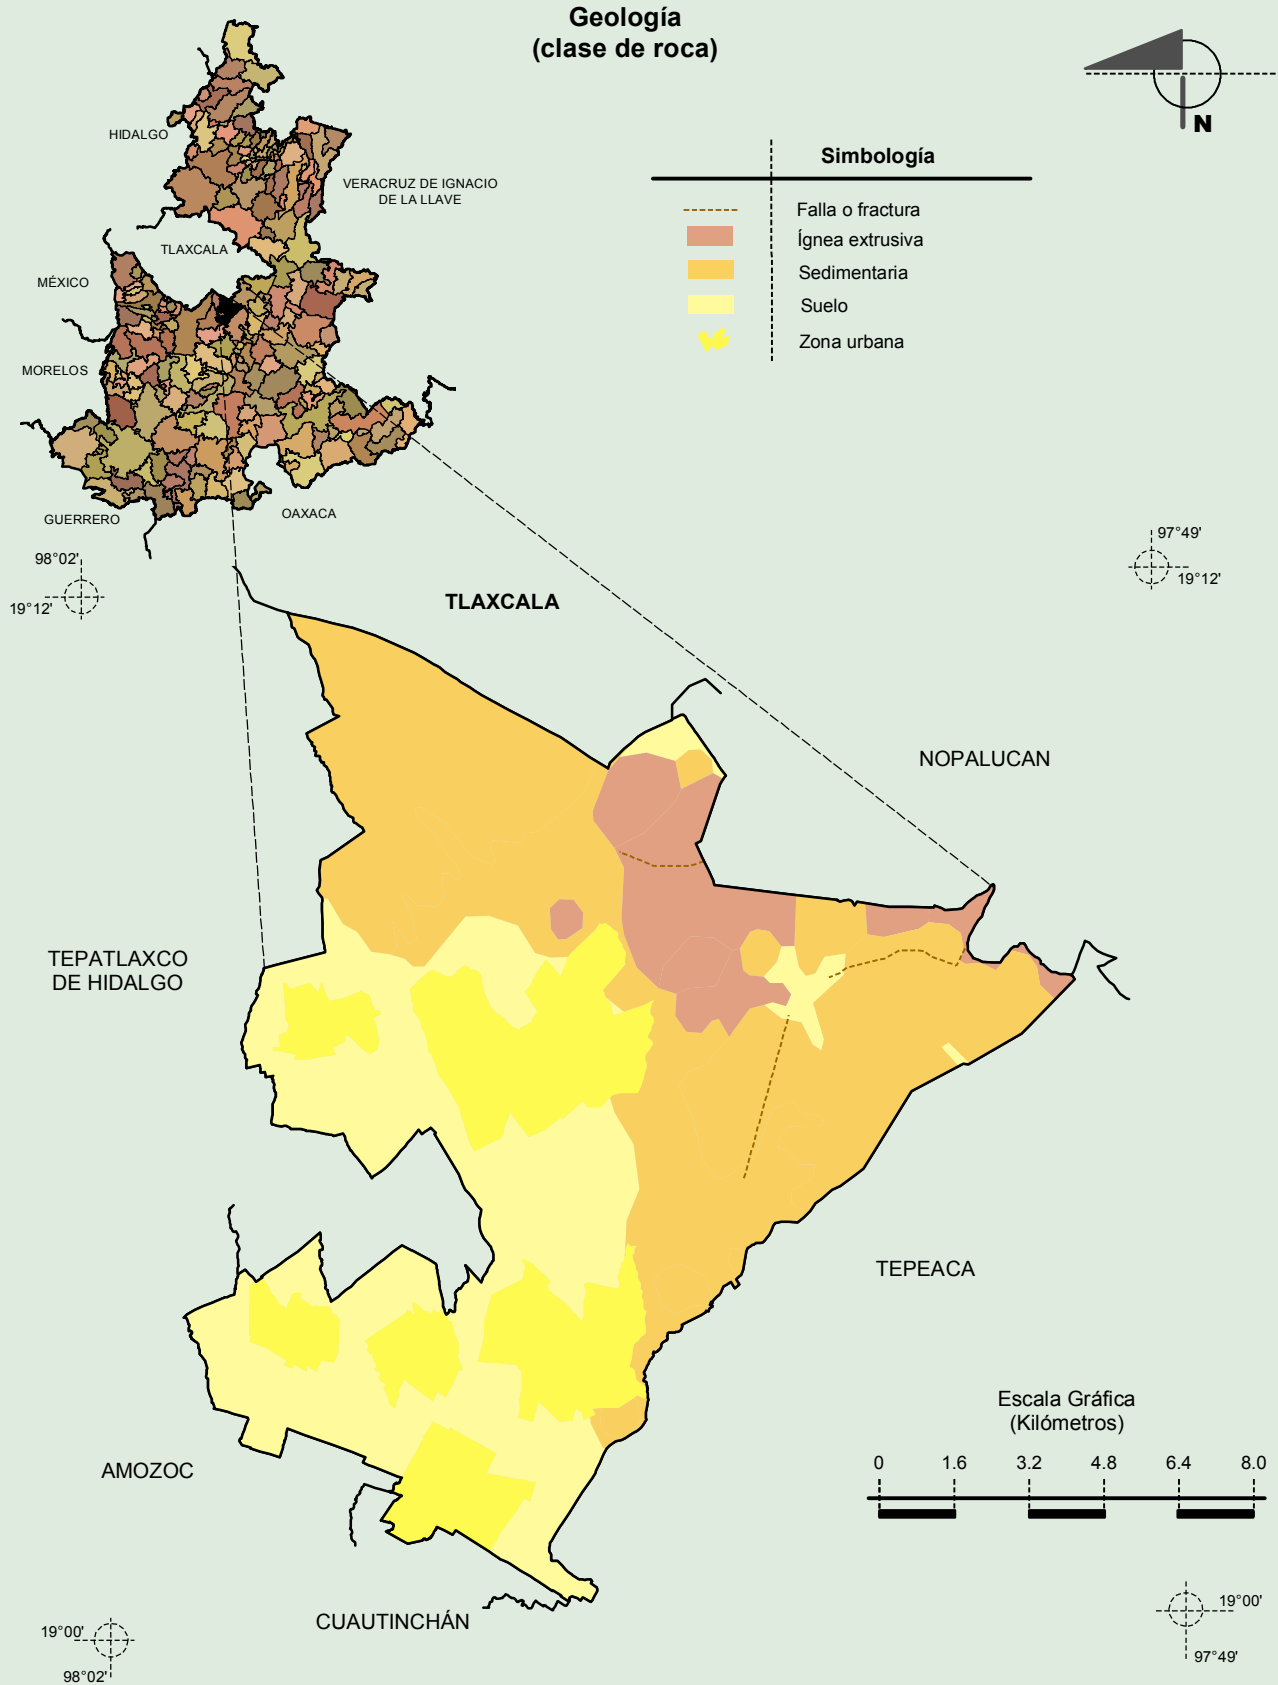 Geología
(clase de roca)
N
Simbología
Falla o fractura
Ígnea extrusiva
Sedimentaria
Suelo
Zona urbana
HIDALGO
VERACRUZ DE IGNACIO
DE LA LLAVE
TLAXCALA
MÉXICO
MORELOS
GUERRERO
OAXACA
98°02'
19°12'
97°49'
19°12'
TLAXCALA
NOPALUCAN
TEPATLAXCO
DE HIDALGO
TEPEACA
AMOZOC
CUAUTINCHÁN
Escala Gráfica
(Kilómetros)
0 1.6 3.2 4.8 6.4 8.0
19°00'
98°02'
19°00'
97°49'